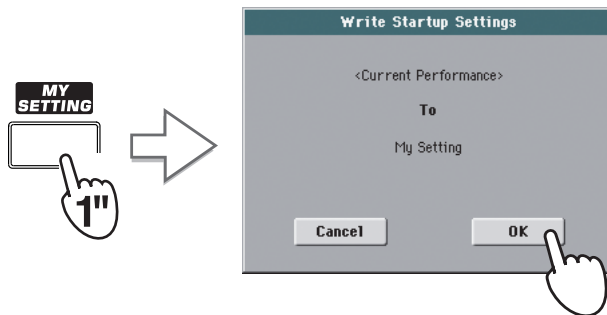 MY
SETTING
1"
Write Startup Settings
<Current Performance>
To
My Setting
Cancel
OK